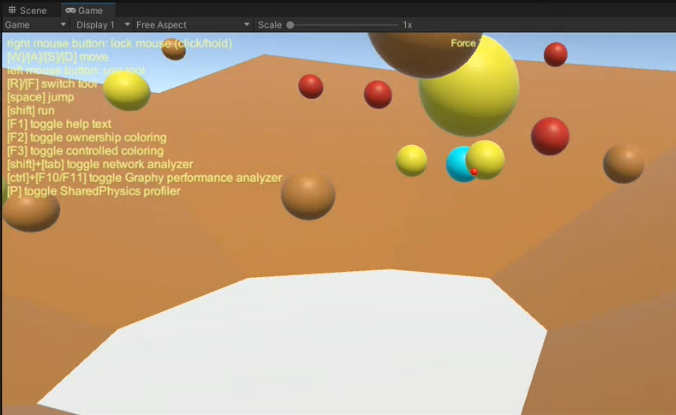 Scene Game
Game Display 1 Free Aspect Scale 1x
right mouse button: lock mouse (click/hold)
Force
[W]/[A]/[S]/[D] move
left mouse button: use tool
[R]/[F] switch tool
[space] jump
[shift] run
[F1] toggle help text
[F2] toggle ownership coloring
[F3] toggle controlled coloring
[shift]+[tab] toggle network analyzer
[ctrl]+[F10/F11] toggle Graphy performance analyzer
[P] toggle SharedPhysics profiler